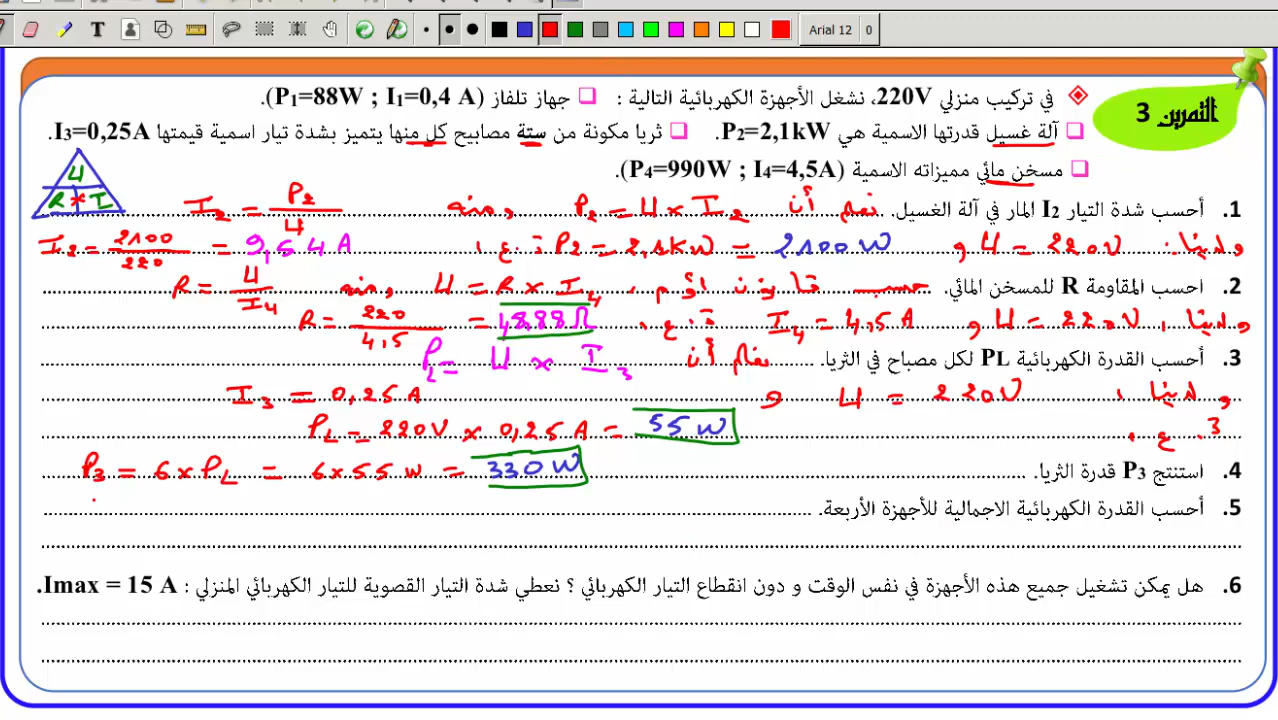 Arial 12 0
التمرين 3
في تركيب منزلي 220V، نشغل الأجهزة الكهربائية التالية : جهاز تلفاز (P1=88W ; I1=0,4 A).
آلة غسيل قدرتها الاسمية هي P2=2,1kW. ثريا مكونة من ستة مصابيح كل منها يتميز بشدة تيار اسمية قيمتها I3=0,25A.
مسخن مائي مميزاته الاسمية (P4=990W ; I4=4,5A).
U
R × I
1. أحسب شدة التيار I2 المار في آلة الغسيل. نعلم أن P2 = U × I2 ومنه I2 = P2/U
ولدينا: U = 220V و P2 = 2,1kW = 2100W ت ع: I2 = 2100/220 = 9,54A
2. احسب المقاومة R للمسخن المائي. حسب قانون أوم، U = R × I4 ومنه R = U/I4
ولدينا، U = 220V و I4 = 4,5A ت ع: R = 220/4,5 = 48,88Ω
3. أحسب القدرة الكهربائية PL لكل مصباح في الثريا. نعلم أن PL = U × I3
ولدينا، U = 220V و I3 = 0,25A
ت. ع: PL = 220V × 0,25A = 55W
4. استنتج P3 قدرة الثريا. P3 = 6×PL = 6×55w = 330W
5. أحسب القدرة الكهربائية الاجمالية للأجهزة الأربعة.
6. هل يمكن تشغيل جميع هذه الأجهزة في نفس الوقت و دون انقطاع التيار الكهربائي ؟ نعطي شدة التيار القصوية للتيار الكهربائي المنزلي : Imax = 15 A.